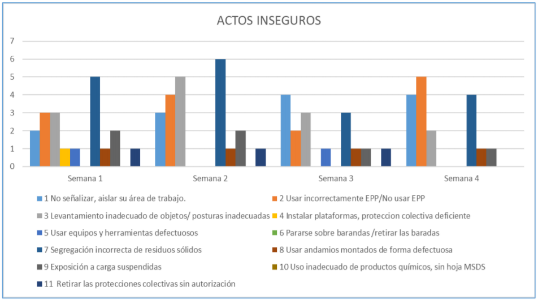 ACTOS INSEGUROS
7
6
5
4
3
2
1
0
Semana 1 Semana 2 Semana 3 Semana 4
1 No señalizar, aislar su área de trabajo. 2 Usar incorrectamente EPP/No usar EPP
3 Levantamiento inadecuado de objetos/ posturas inadecuadas 4 Instalar plataformas, proteccion colectiva deficiente
5 Usar equipos y herramientas defectuosos 6 Pararse sobre barandas /retirar las baradas
7 Segregación incorrecta de residuos sólidos 8 Usar andamios montados de forma defectuosa
9 Exposición a carga suspendidas 10 Uso inadecuado de productos químicos, sin hoja MSDS
11 Retirar las protecciones colectivas sin autorización